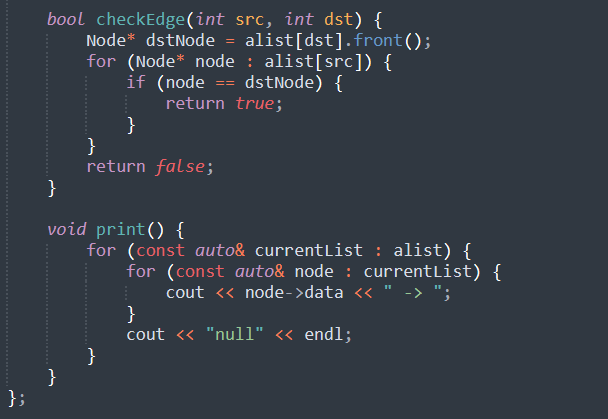 bool checkEdge(int src, int dst) {
Node* dstNode = alist[dst].front();
for (Node* node : alist[src]) {
if (node == dstNode) {
return true;
}
}
return false;
}
void print() {
for (const auto& currentList : alist) {
for (const auto& node : currentList) {
cout << node->data << " -> ";
}
cout << "null" << endl;
}
}
};